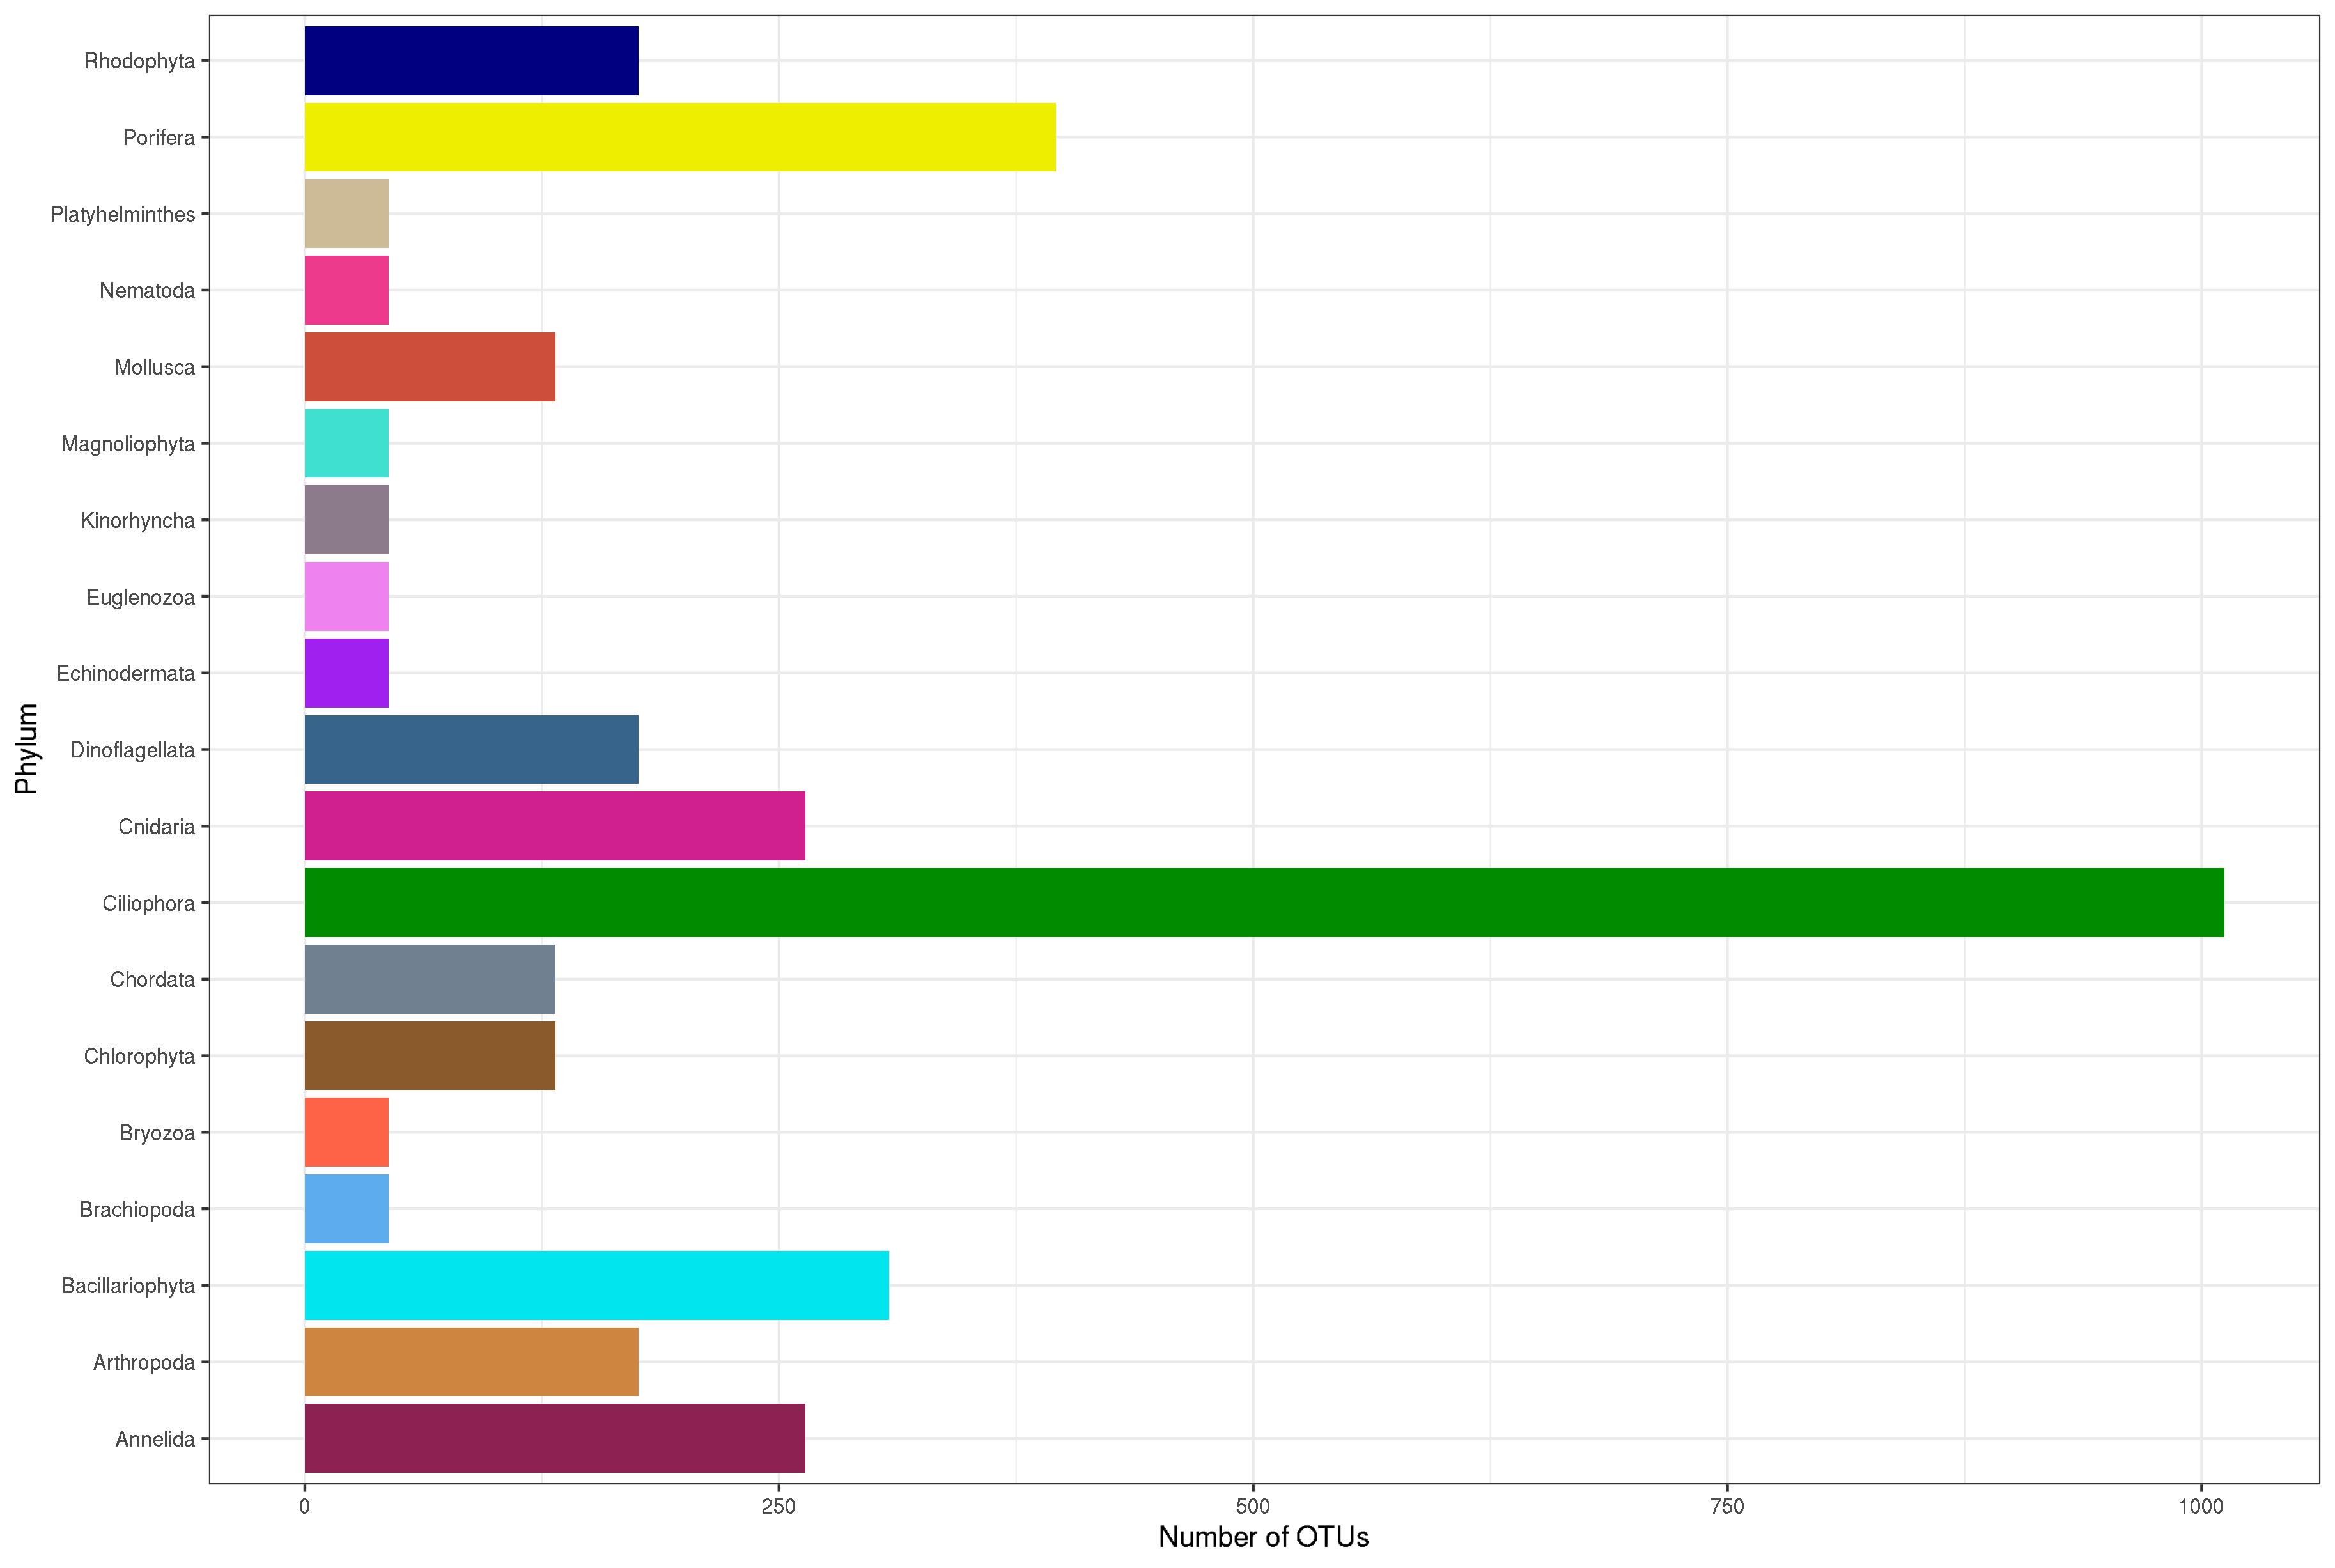 Rhodophyta
Porifera
Platyhelminthes
Nematoda
Mollusca
Magnoliophyta
Kinorhyncha
Euglenozoa
Echinodermata
Dinoflagellata
Cnidaria
Ciliophora
Chordata
Chlorophyta
Bryozoa
Brachiopoda
Bacillariophyta
Arthropoda
Annelida
Phylum
0 250 500 750 1000
Number of OTUs